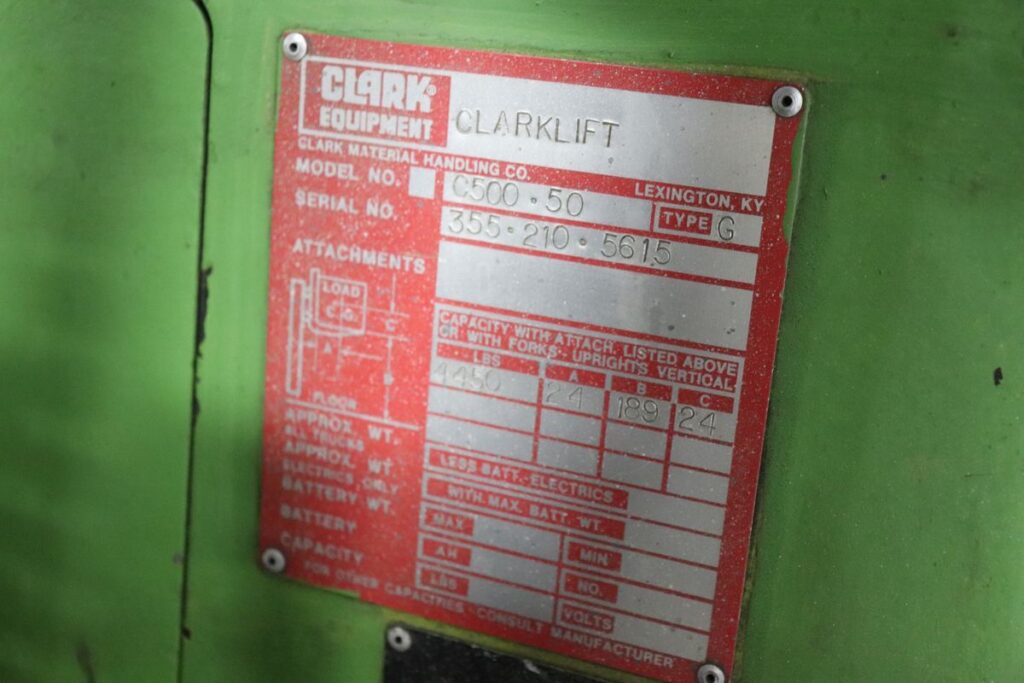 CLARK®
EQUIPMENT
CLARKLIFT
CLARK MATERIAL HANDLING CO.
LEXINGTON, KY
MODEL NO. C500·50
TYPE G
SERIAL NO. 355·210·5615
ATTACHMENTS
LOAD
C.G.
C
A
B
FLOOR
CAPACITY WITH ATTACH. LISTED ABOVE
OR WITH FORKS - UPRIGHTS VERTICAL
LBS A B C
4450 24 189 24
APPROX. WT.
ALL TRUCKS
APPROX. WT.
ELECTRICS ONLY
LESS BATT.-ELECTRICS
BATTERY WT.
WITH MAX. BATT. WT.
BATTERY
MAX MIN
CAPACITY
AH NO.
LBS VOLTS
FOR OTHER CAPACITIES - CONSULT MANUFACTURER